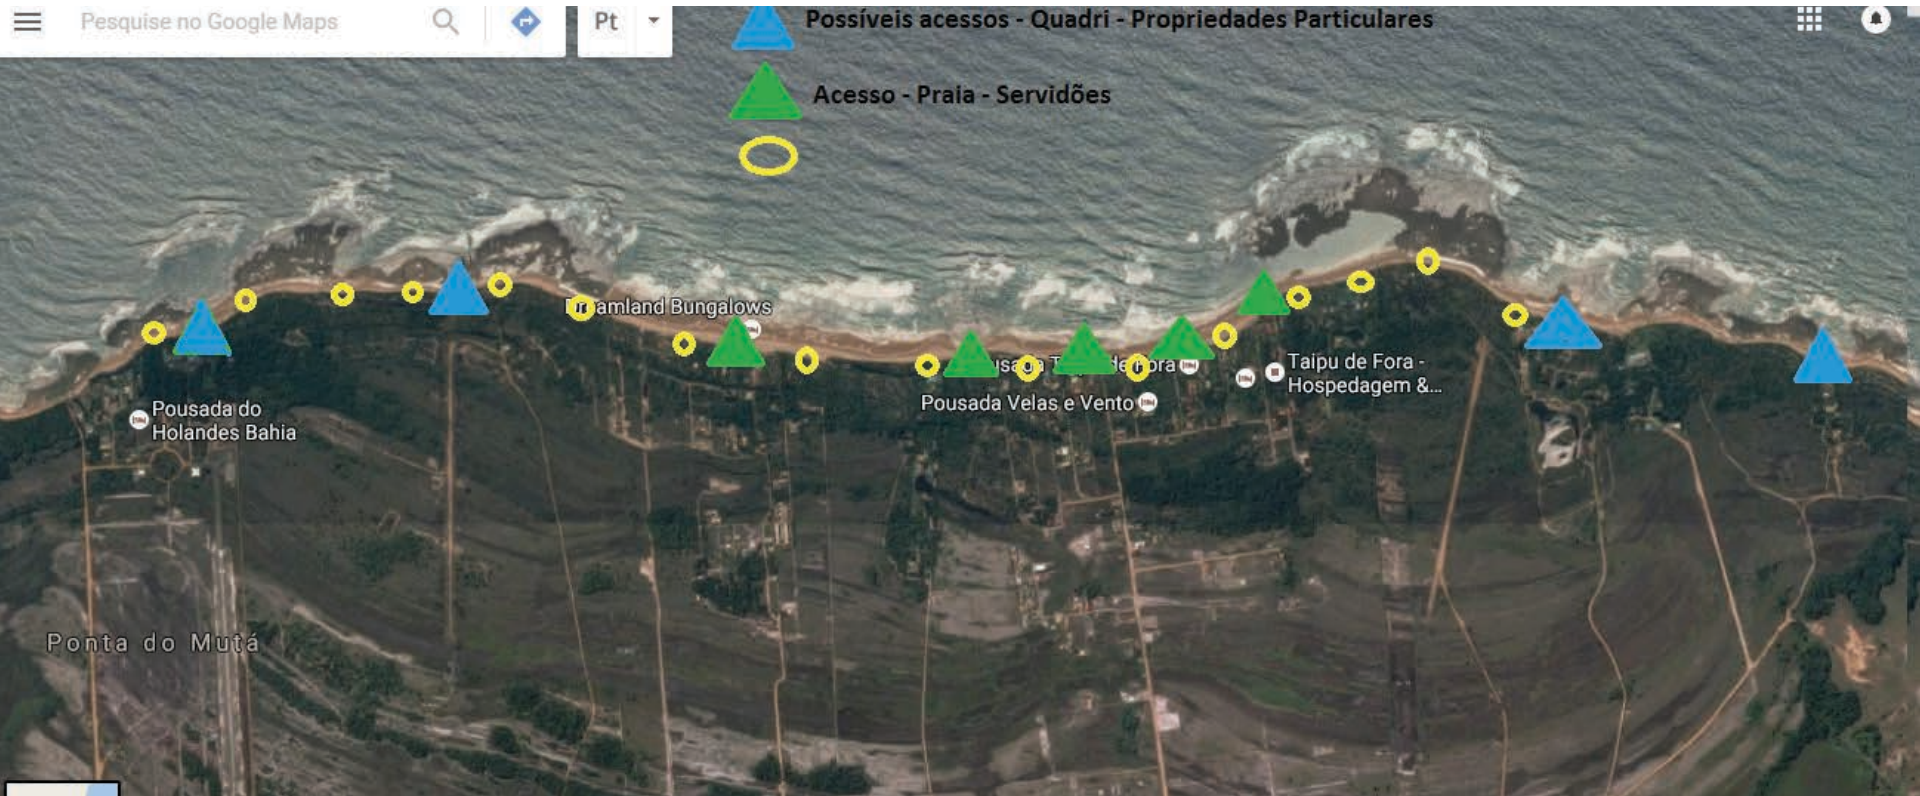 Pesquise no Google Maps
Pt
Possíveis acessos - Quadri - Propriedades Particulares
Acesso - Praia - Servidões
Bungalows
Taipu de Fora -
Hospedagem &...
Pousada Velas e Vento
Pousada do
Holandes Bahia
Ponta do Mutá